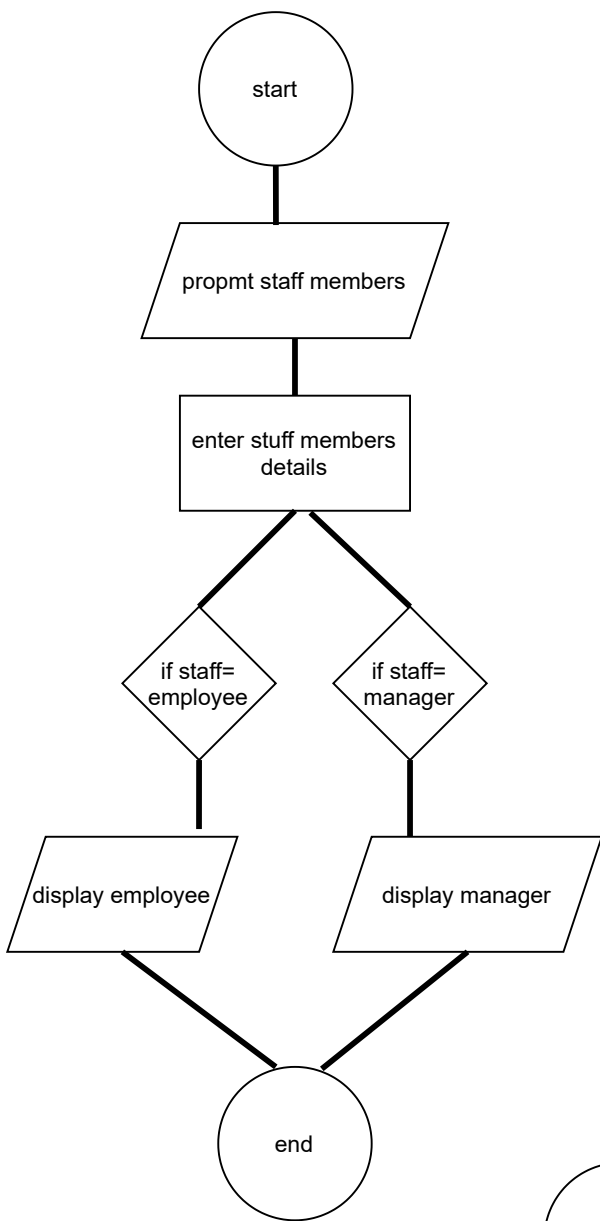 start
propmt staff members
enter stuff members
details
if staff=
employee
if staff=
manager
display employee
display manager
end